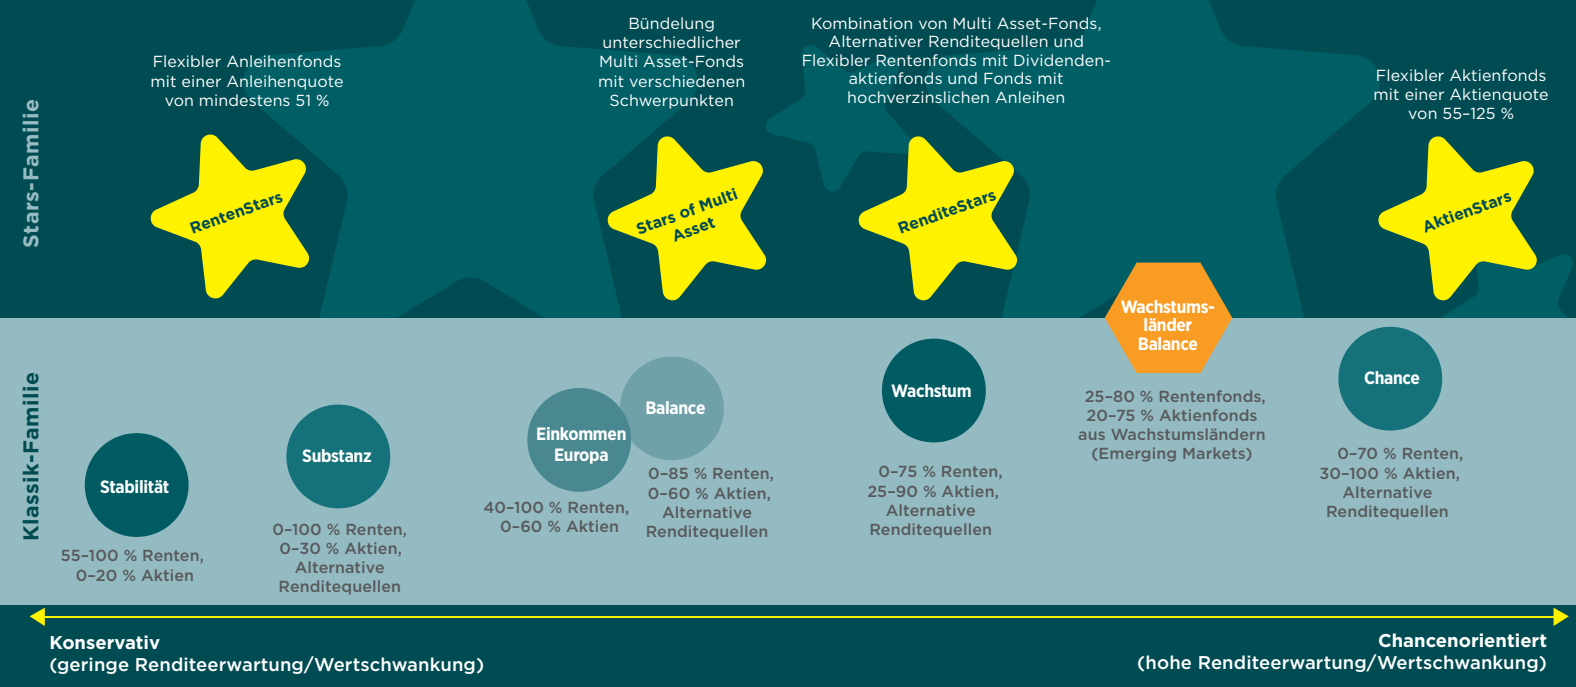 Stars-Familie
Flexibler Anleihenfonds
mit einer Anleihenquote
von mindestens 51 %
RentenStars
Bündelung
unterschiedlicher
Multi Asset-Fonds
mit verschiedenen
Schwerpunkten
Stars of Multi
Asset
Kombination von Multi Asset-Fonds,
Alternativer Renditequellen und
Flexibler Rentenfonds mit Dividenden-
aktienfonds und Fonds mit
hochverzinslichen Anleihen
RenditeStars
Flexibler Aktienfonds
mit einer Aktienquote
von 55–125 %
AktienStars
Klassik-Familie
Stabilität
55–100 % Renten,
0–20 % Aktien
Substanz
0–100 % Renten,
0–30 % Aktien,
Alternative
Renditequellen
Einkommen
Europa
40–100 % Renten,
0–60 % Aktien
Balance
0–85 % Renten,
0–60 % Aktien,
Alternative
Renditequellen
Wachstum
0–75 % Renten,
25–90 % Aktien,
Alternative
Renditequellen
Wachstums-
länder
Balance
25–80 % Rentenfonds,
20–75 % Aktienfonds
aus Wachstumsländern
(Emerging Markets)
Chance
0–70 % Renten,
30–100 % Aktien,
Alternative
Renditequellen
Konservativ
(geringe Renditeerwartung/Wertschwankung)
Chancenorientiert
(hohe Renditeerwartung/Wertschwankung)